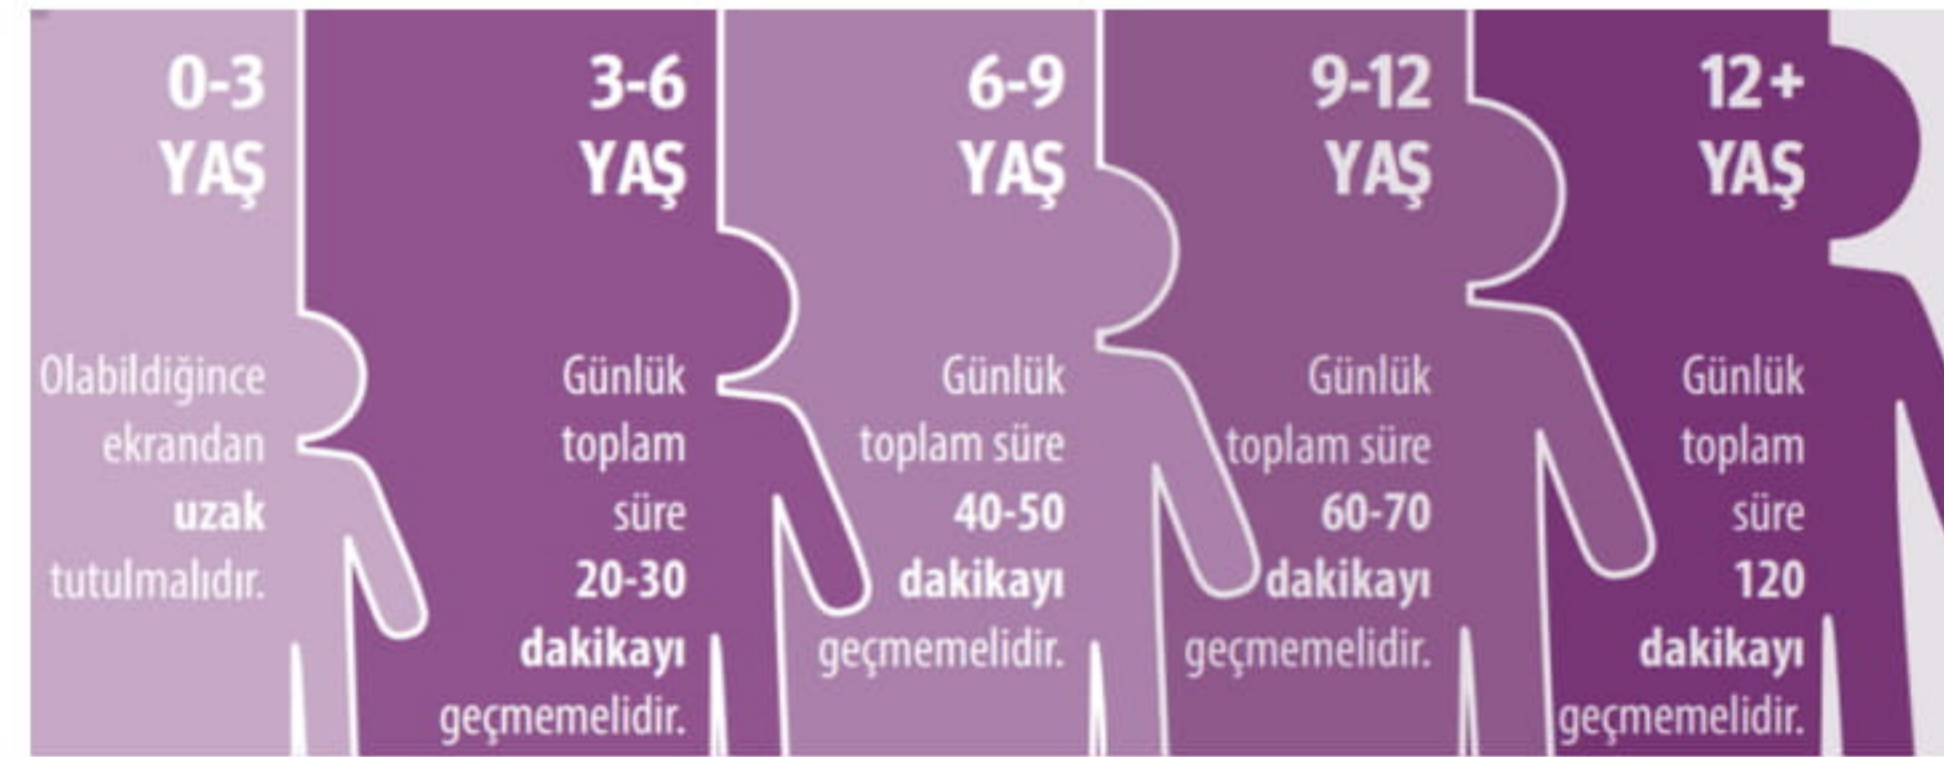 0-3
YAŞ
Olabildiğince
ekrandan
uzak
tutulmalıdır.
3-6
YAŞ
Günlük
toplam
süre
20-30
dakikayı
geçmemelidir.
6-9
YAŞ
Günlük
toplam süre
40-50
dakikayı
geçmemelidir.
9-12
YAŞ
Günlük
toplam süre
60-70
dakikayı
geçmemelidir.
12+
YAŞ
Günlük
toplam
süre
120
dakikayı
geçmemelidir.